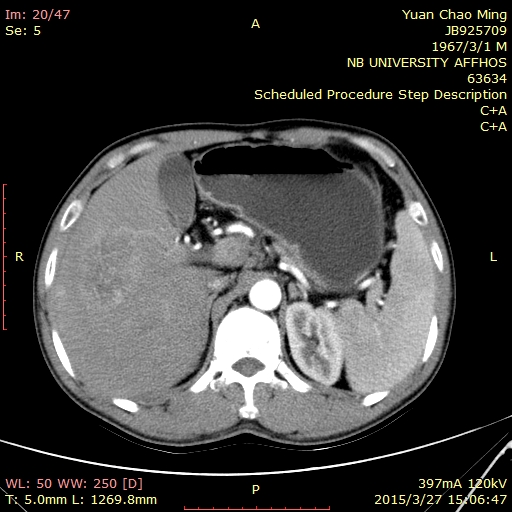 Im: 20/47
Se: 5
A
Yuan Chao Ming
JB925709
1967/3/1 M
NB UNIVERSITY AFFHOS
63634
Scheduled Procedure Step Description
C+A
C+A
R
L
WL: 50 WW: 250 [D]
T: 5.0mm L: 1269.8mm
P
397mA 120kV
2015/3/27 15:06:47